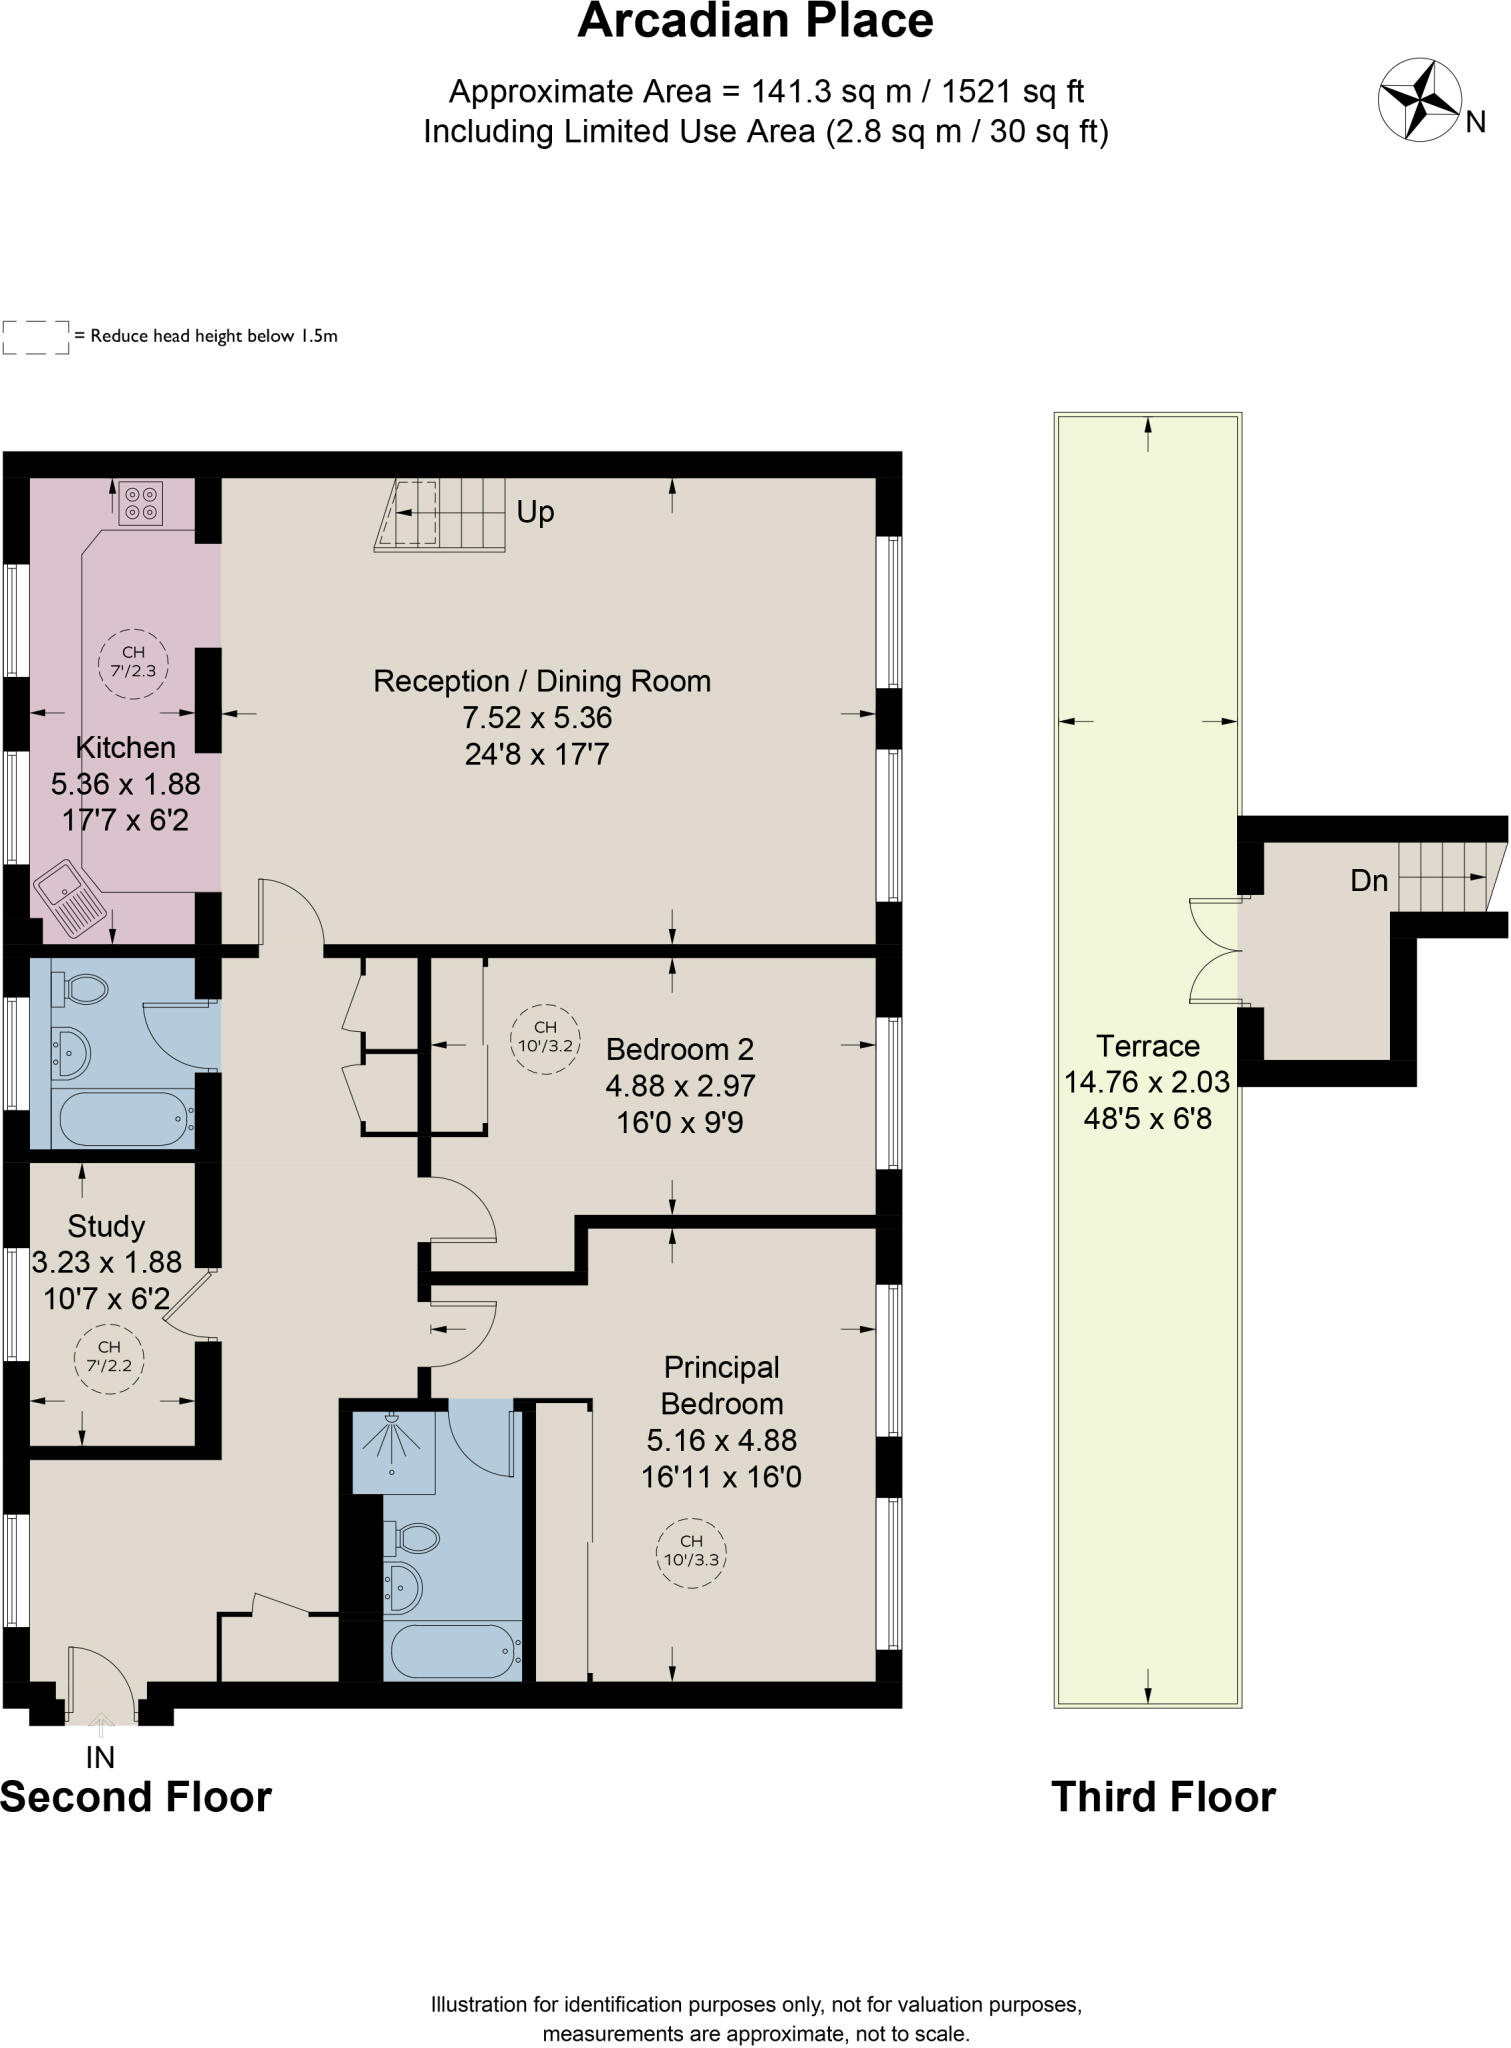 Arcadian Place
Approximate Area = 141.3 sq m / 1521 sq ft
Including Limited Use Area (2.8 sq m / 30 sq ft)
N
= Reduce head height below 1.5m
Up
CH
7'/2.3
Reception / Dining Room
7.52 x 5.36
24'8 x 17'7
Kitchen
5.36 x 1.88
17'7 x 6'2
Dn
CH
10'/3.2
Bedroom 2
4.88 x 2.97
16'0 x 9'9
Terrace
14.76 x 2.03
48'5 x 6'8
Study
3.23 x 1.88
10'7 x 6'2
CH
7'/2.2
Principal
Bedroom
5.16 x 4.88
16'11 x 16'0
CH
10'/3.3
IN
Second Floor
Third Floor
Illustration for identification purposes only, not for valuation purposes,
measurements are approximate, not to scale.